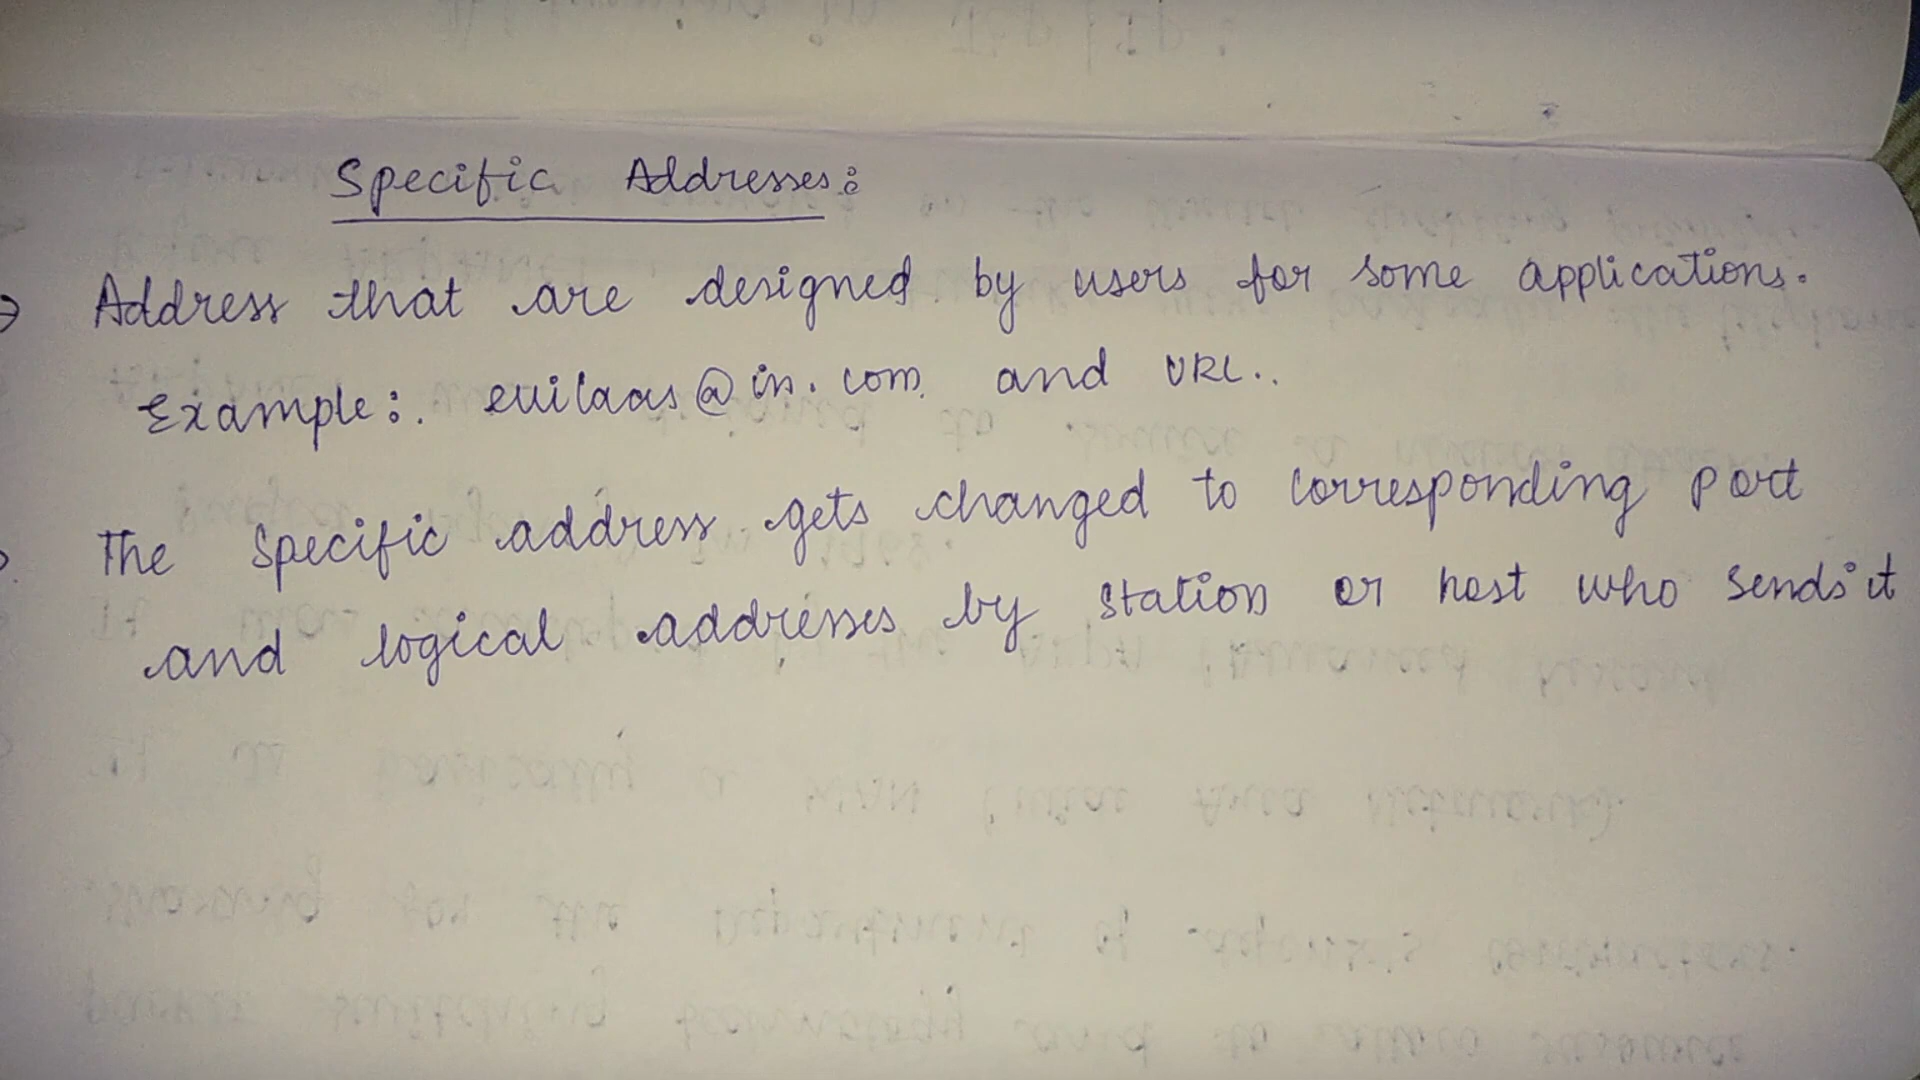 Specific Addresses:
→ Address that are designed by users for some applications.
Example:. evilaas@in.com. and URL..
The Specific address gets changed to corresponding port
and logical addresses by station or host who sends it